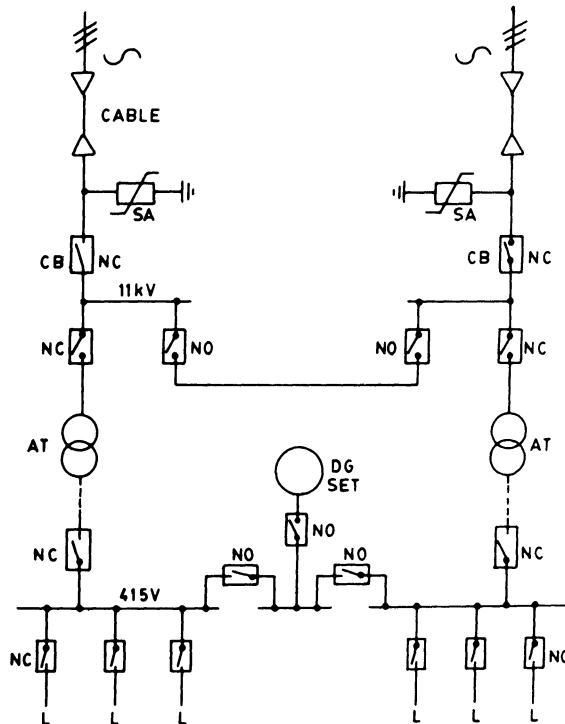 CABLE
SA
SA
CB NC
CB NC
11kV
NC
NO
NO
NC
AT
AT
DG
SET
NO
NC
NO
NO
NC
415V
NC
NC
L L L
L L L